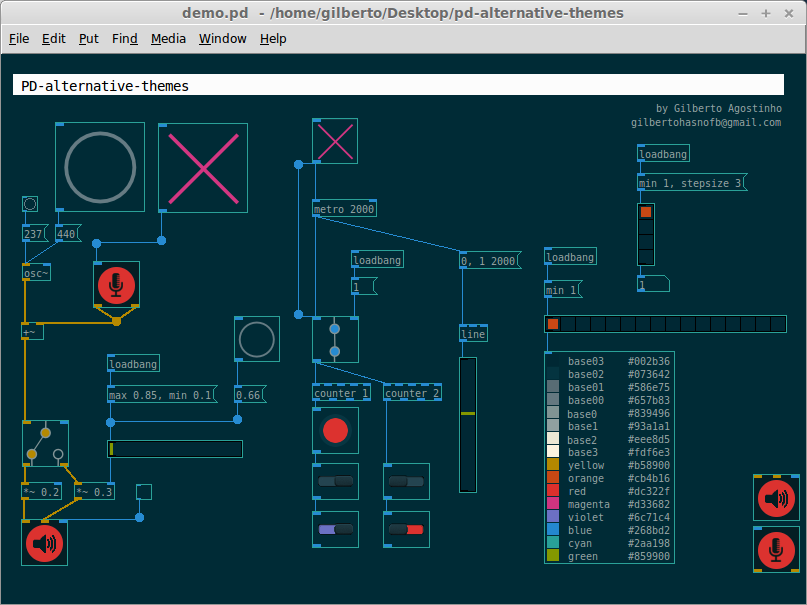 demo.pd - /home/gilberto/Desktop/pd-alternative-themes
File Edit Put Find Media Window Help
PD-alternative-themes
by Gilberto Agostinho
gilbertohasnofb@gmail.com
loadbang
min 1, stepsize 3
1
metro 2000
237
440
osc~
loadbang
1
0, 1 2000
loadbang
min 1
+~
line
loadbang
max 0.85, min 0.1
0.66
counter 1
counter 2
*~ 0.2
*~ 0.3
base03 #002b36
base02 #073642
base01 #586e75
base00 #657b83
base0 #839496
base1 #93a1a1
base2 #eee8d5
base3 #fdf6e3
yellow #b58900
orange #cb4b16
red #dc322f
magenta #d33682
violet #6c71c4
blue #268bd2
cyan #2aa198
green #859900